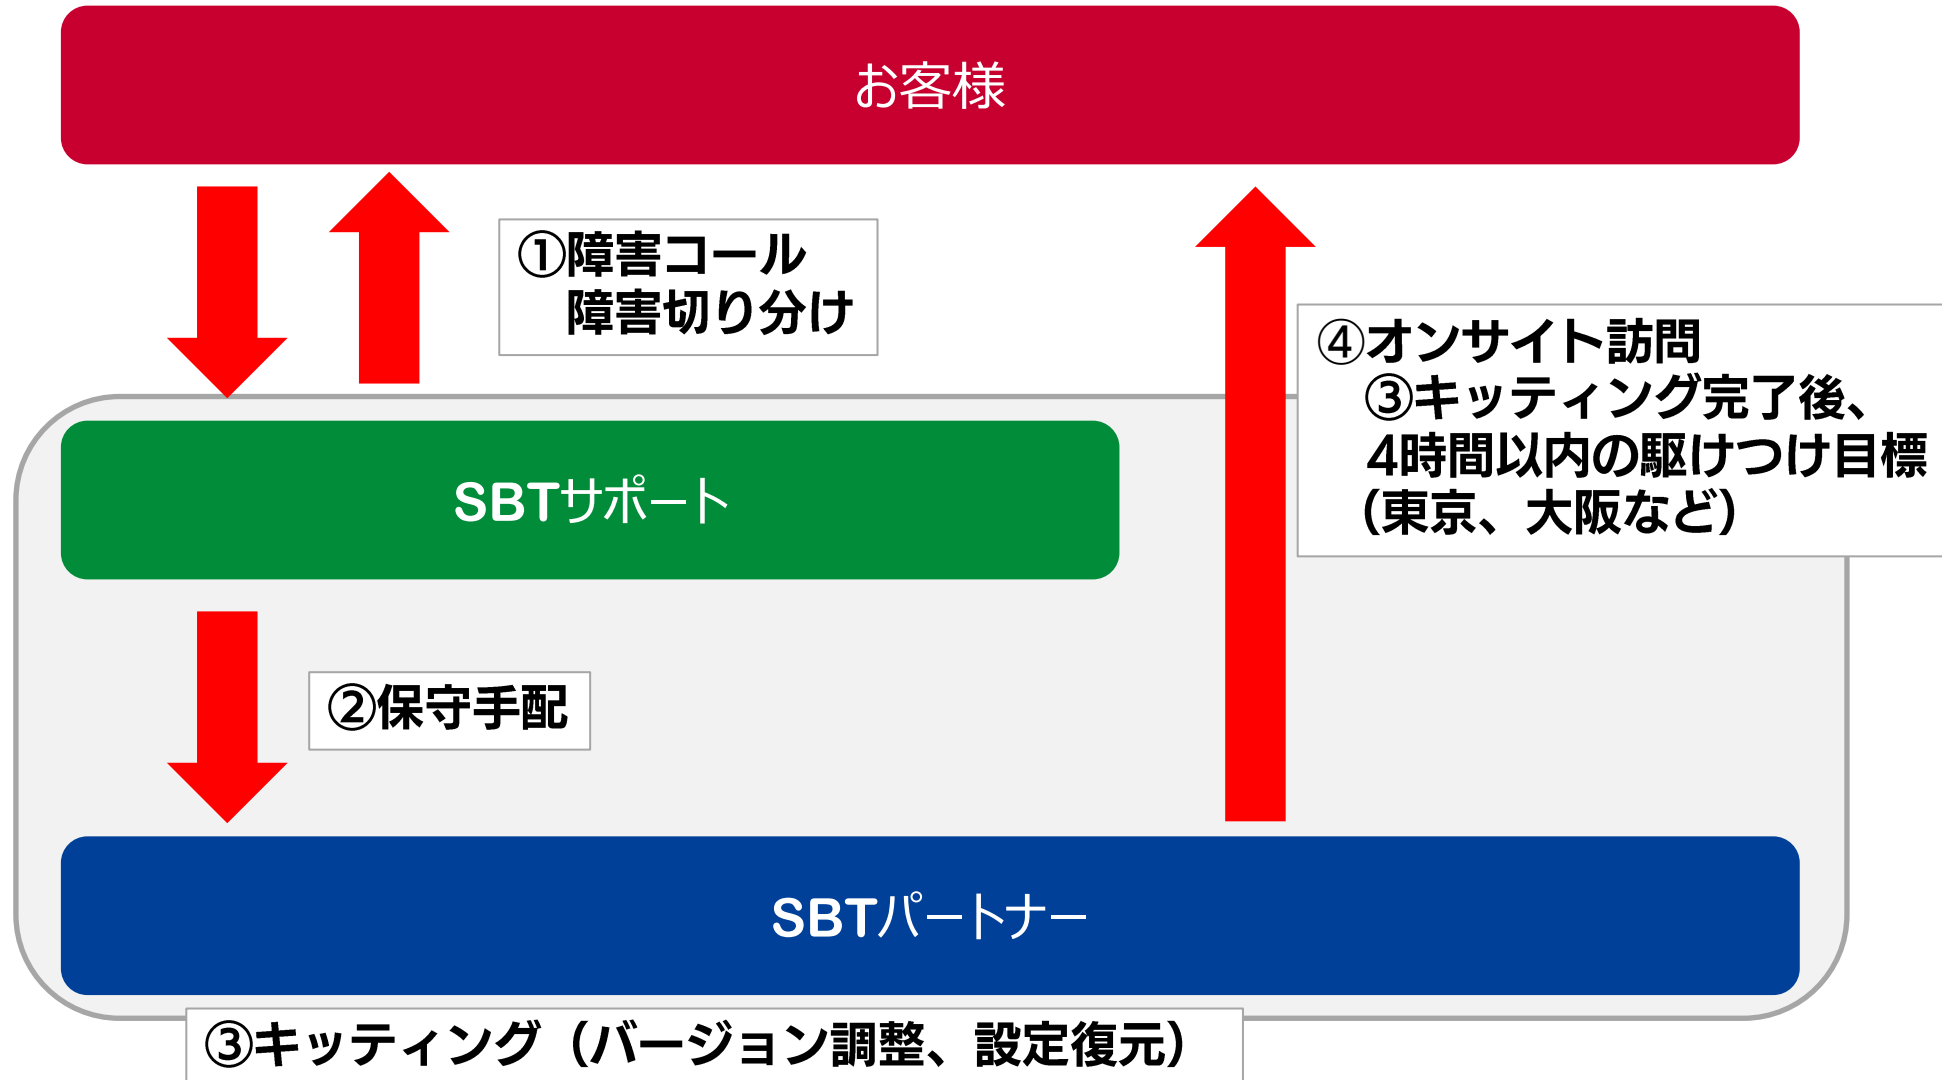 お客様
①障害コール
障害切り分け
④オンサイト訪問
③キッティング完了後、
4時間以内の駆けつけ目標
（東京、大阪など）
SBTサポート
②保守手配
SBTパートナー
③キッティング（バージョン調整、設定復元）